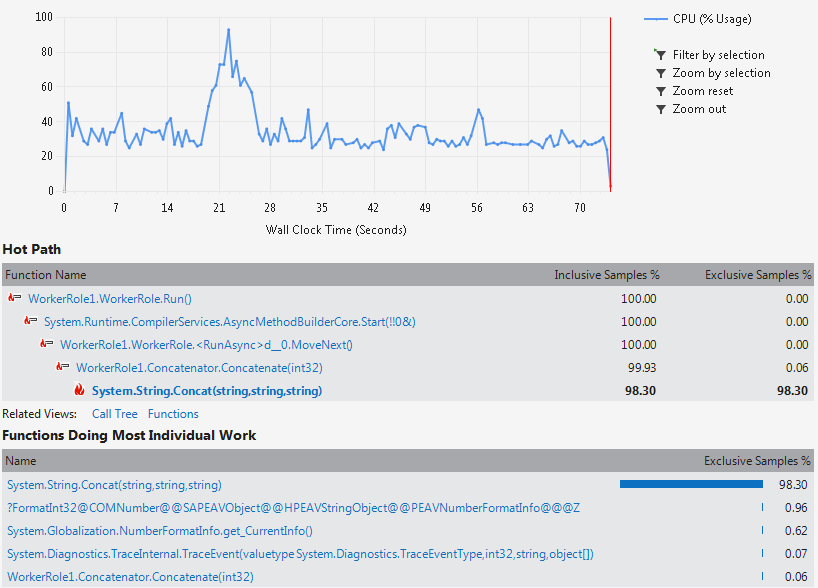 100
80
60
40
20
0
0 7 14 21 28 35 42 49 56 63 70
Wall Clock Time (Seconds)
CPU (% Usage)
Filter by selection
Zoom by selection
Zoom reset
Zoom out
Hot Path
Function Name Inclusive Samples % Exclusive Samples %
WorkerRole1.WorkerRole.Run() 100.00 0.00
System.Runtime.CompilerServices.AsyncMethodBuilderCore.Start(!!0&) 100.00 0.00
WorkerRole1.WorkerRole.<RunAsync>d__0.MoveNext() 100.00 0.00
WorkerRole1.Concatenator.Concatenate(int32) 99.93 0.06
System.String.Concat(string,string,string) 98.30 98.30
Related Views: Call Tree Functions
Functions Doing Most Individual Work
Name Exclusive Samples %
System.String.Concat(string,string,string) 98.30
?FormatInt32@COMNumber@@SAPEAVObject@@HPEAVStringObject@@PEAVNumberFormatInfo@@@Z 0.96
System.Globalization.NumberFormatInfo.get_CurrentInfo() 0.62
System.Diagnostics.TraceInternal.TraceEvent(valuetype System.Diagnostics.TraceEventType,int32,string,object[]) 0.07
WorkerRole1.Concatenator.Concatenate(int32) 0.06